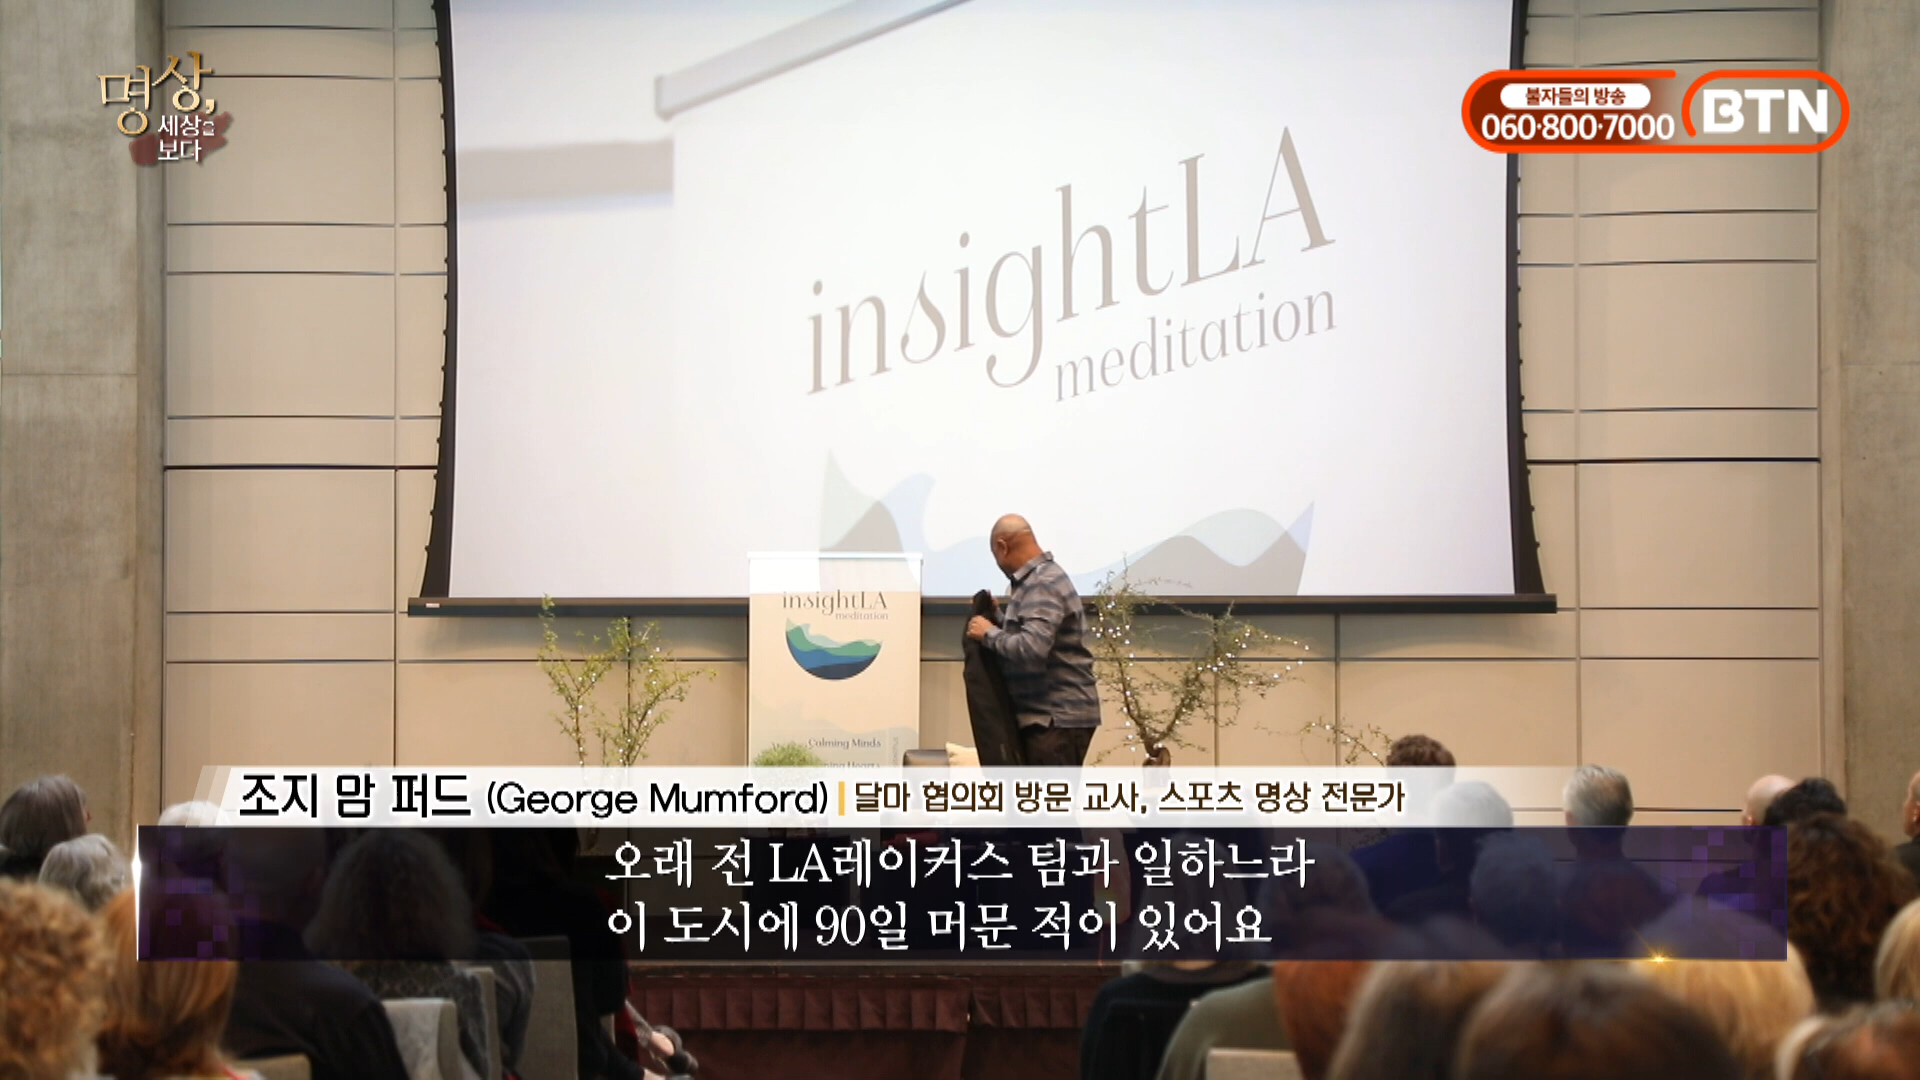 명상,
세상을
보다
불자들의 방송
060·800·7000
BTN
insightLA
meditation
insightLA
meditation
Calming Minds
조지 맘 퍼드 (George Mumford) 달마 협의회 방문 교사, 스포츠 명상 전문가
오래 전 LA레이커스 팀과 일하느라
이 도시에 90일 머문 적이 있어요